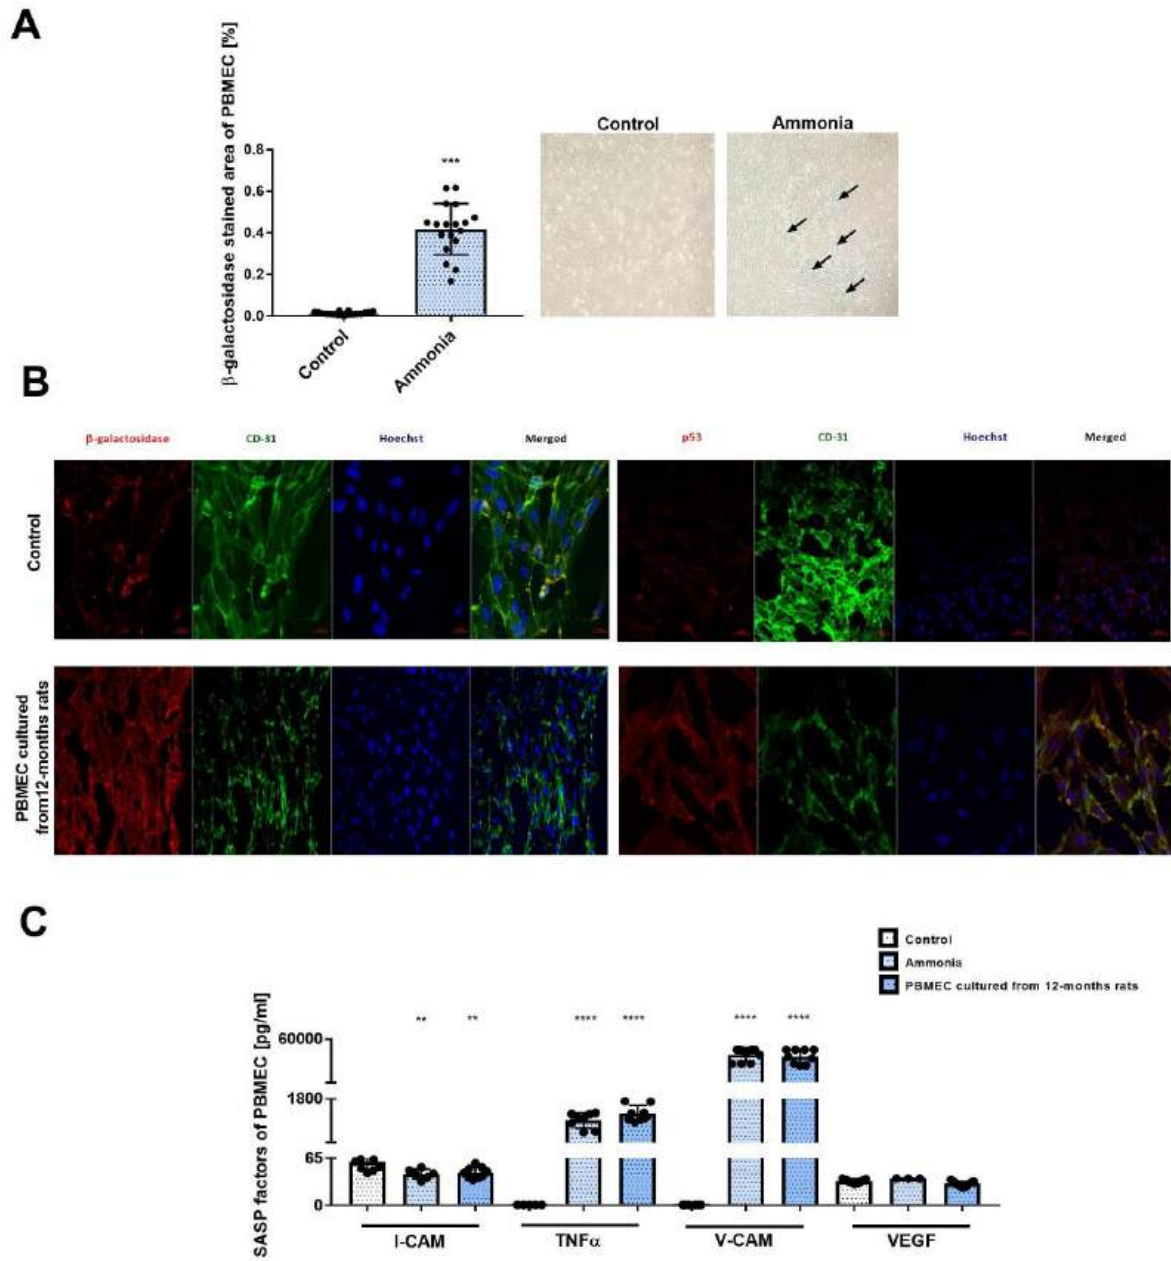 A
β-galactosidase stained area of PBMEC [%]
0.8
0.6
0.4
0.2
0.0
***
Control
Ammonia
Control
Ammonia
B
β-galactosidase CD-31 Hoechst Merged p53 CD-31 Hoechst Merged
Control
PBMEC cultured
from12-months rats
C
Control
Ammonia
PBMEC cultured from 12-months rats
SASP factors of PBMEC [pg/ml]
** ** **** **** **** ****
60000
1800
65
0
I-CAM TNFα V-CAM VEGF